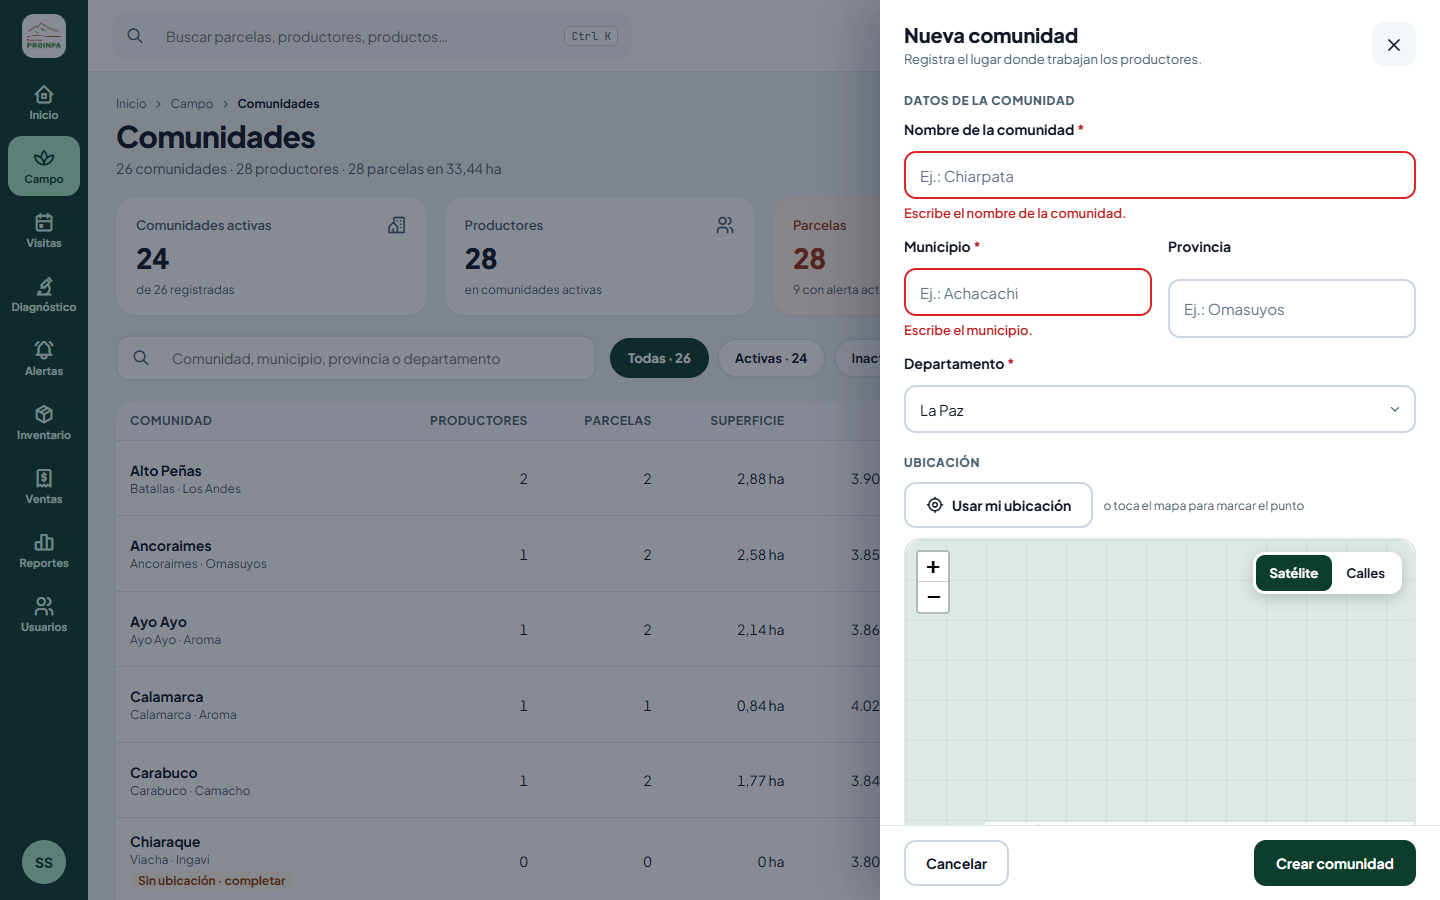 PROINPA
Inicio
Campo
Visitas
Diagnóstico
Alertas
Inventario
Ventas
Reportes
Usuarios
SS
Buscar parcelas, productores, productos...
Ctrl K
Inicio > Campo > Comunidades
Comunidades
26 comunidades · 28 productores · 28 parcelas en 33,44 ha
Comunidades activas
24
de 26 registradas
Productores
28
en comunidades activas
Parcelas
28
9 con alerta act
Comunidad, municipio, provincia o departamento
Todas · 26
Activas · 24
Inac
COMUNIDAD PRODUCTORES PARCELAS SUPERFICIE
Alto Peñas
Batallas · Los Andes
2 2 2,88 ha 3.90
Ancoraimes
Ancoraimes · Omasuyos
1 2 2,58 ha 3.85
Ayo Ayo
Ayo Ayo · Aroma
1 2 2,14 ha 3.86
Calamarca
Calamarca · Aroma
1 1 0,84 ha 4.02
Carabuco
Carabuco · Camacho
1 2 1,77 ha 3.84
Chiaraque
Viacha · Ingavi
Sin ubicación · completar
0 0 0 ha 3.80
Nueva comunidad
Registra el lugar donde trabajan los productores.
DATOS DE LA COMUNIDAD
Nombre de la comunidad *
Ej.: Chiarpata
Escribe el nombre de la comunidad.
Municipio *
Ej.: Achacachi
Escribe el municipio.
Provincia
Ej.: Omasuyos
Departamento *
La Paz
UBICACIÓN
Usar mi ubicación
o toca el mapa para marcar el punto
+
−
Satélite
Calles
Cancelar
Crear comunidad